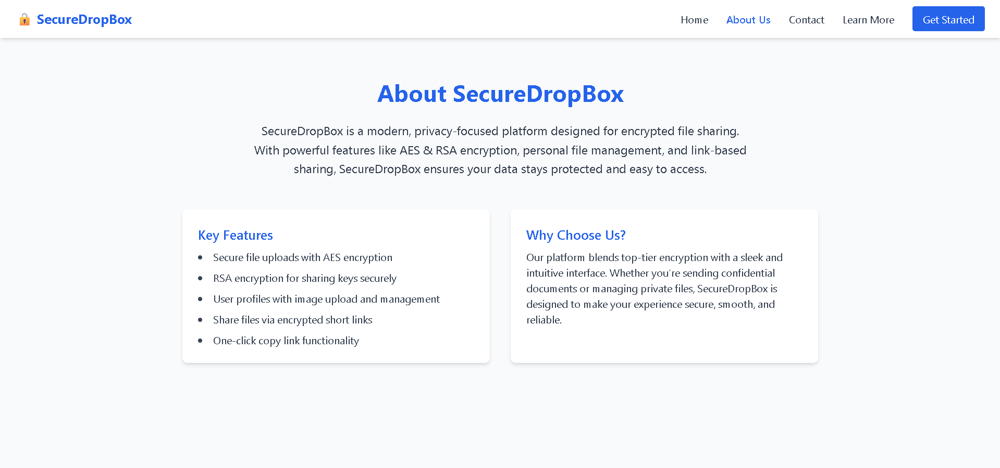 SecureDropBox
Home
About Us
Contact
Learn More
Get Started
About SecureDropBox
SecureDropBox is a modern, privacy-focused platform designed for encrypted file sharing.
With powerful features like AES & RSA encryption, personal file management, and link-based
sharing, SecureDropBox ensures your data stays protected and easy to access.
Key Features
Secure file uploads with AES encryption
RSA encryption for sharing keys securely
User profiles with image upload and management
Share files via encrypted short links
One-click copy link functionality
Why Choose Us?
Our platform blends top-tier encryption with a sleek and
intuitive interface. Whether you're sending confidential
documents or managing private files, SecureDropBox is
designed to make your experience secure, smooth, and
reliable.